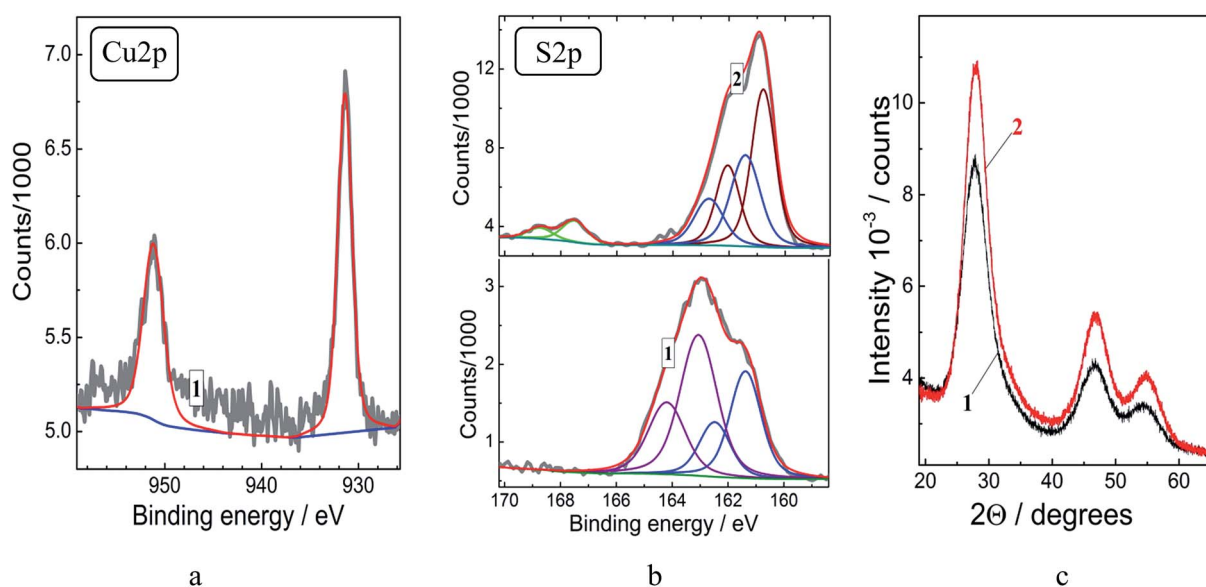 Cu2p
7.0
6.5
6.0
5.5
5.0
Counts/1000
1
950 940 930
Binding energy / eV
a
S2p
2
12
8
4
Counts/1000
1
3
2
1
Counts/1000
170 168 166 164 162 160
Binding energy / eV
b
10
8
6
4
Intensity 10⁻³ / counts
2
1
20 30 40 50 60
2Θ / degrees
c